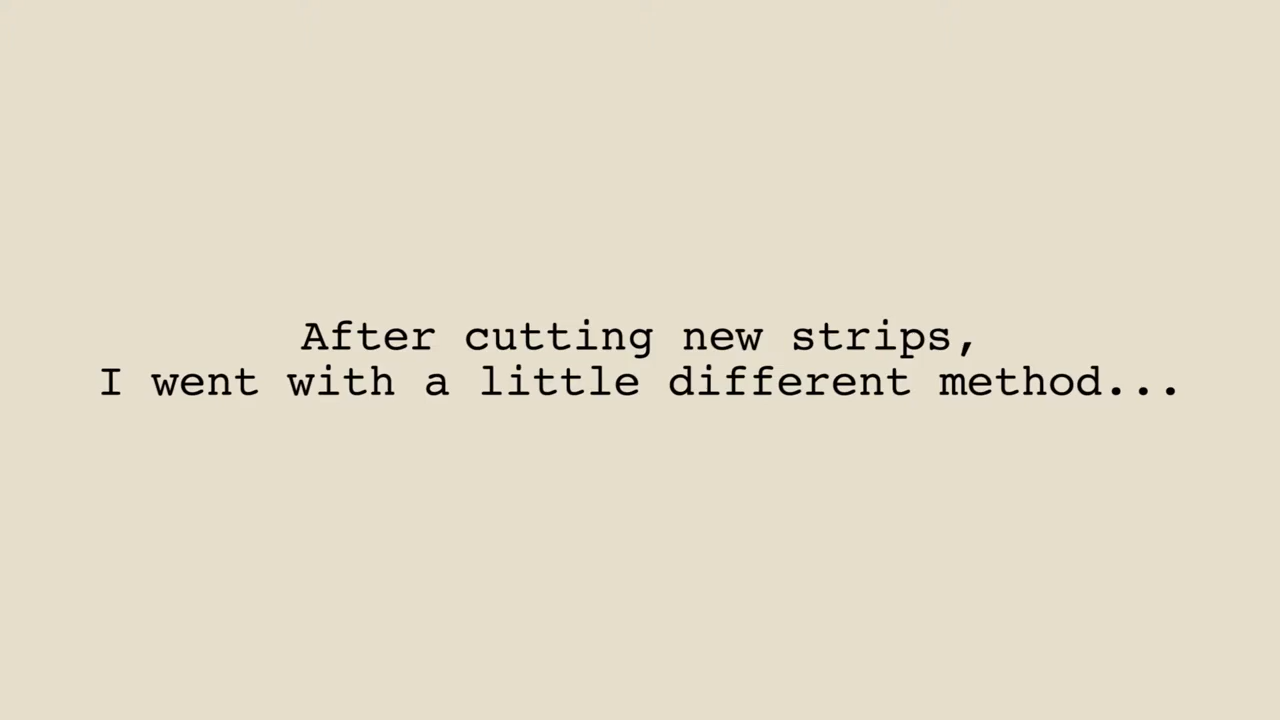 After cutting new strips,
I went with a little different method...